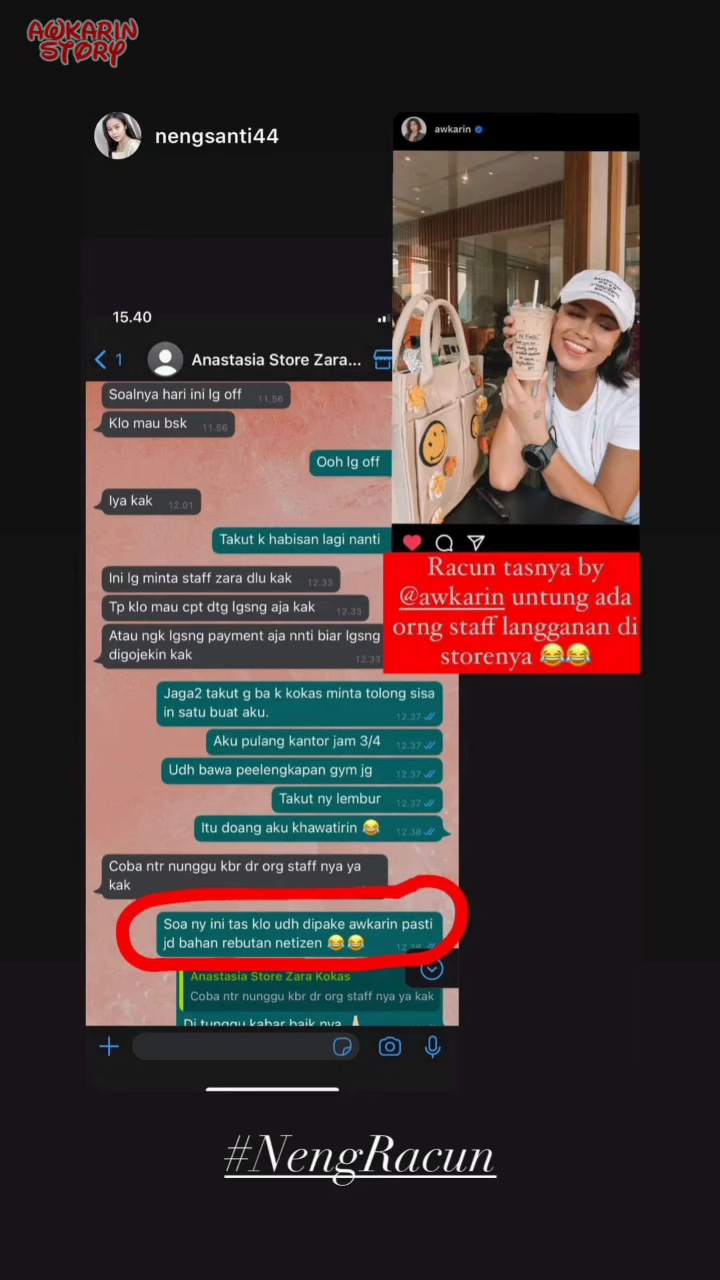 AWKARIN
STORY
nengsanti44
awkarin
15.40
1
Anastasia Store Zara...
Soalnya hari ini lg off 11.56
Klo mau bsk 11.56
Ooh lg off
Iya kak 12.01
Takut k habisan lagi nanti
Ini lg minta staff zara dlu kak 12.33
Tp klo mau cpt dtg lgsng aja kak 12.33
Atau ngk lgsng payment aja nnti biar lgsng
digojekin kak 12.33
Racun tasnya by
@awkarin untung ada
orng staff langganan di
storenya 😂😂
Jaga2 takut g ba k kokas minta tolong sisa
in satu buat aku. 12.37
Aku pulang kantor jam 3/4 12.37
Udh bawa peelengkapan gym jg 12.37
Takut ny lembur 12.37
Itu doang aku khawatirin 😂 12.38
Coba ntr nunggu kbr dr org staff nya ya
kak
Soa ny ini tas klo udh dipake awkarin pasti
jd bahan rebutan netizen 😂😂 12.38
Anastasia Store Zara Kokas
Coba ntr nunggu kbr dr org staff nya ya kak
Di tunggu kabar baik nya 🙏🏻
#NengRacun